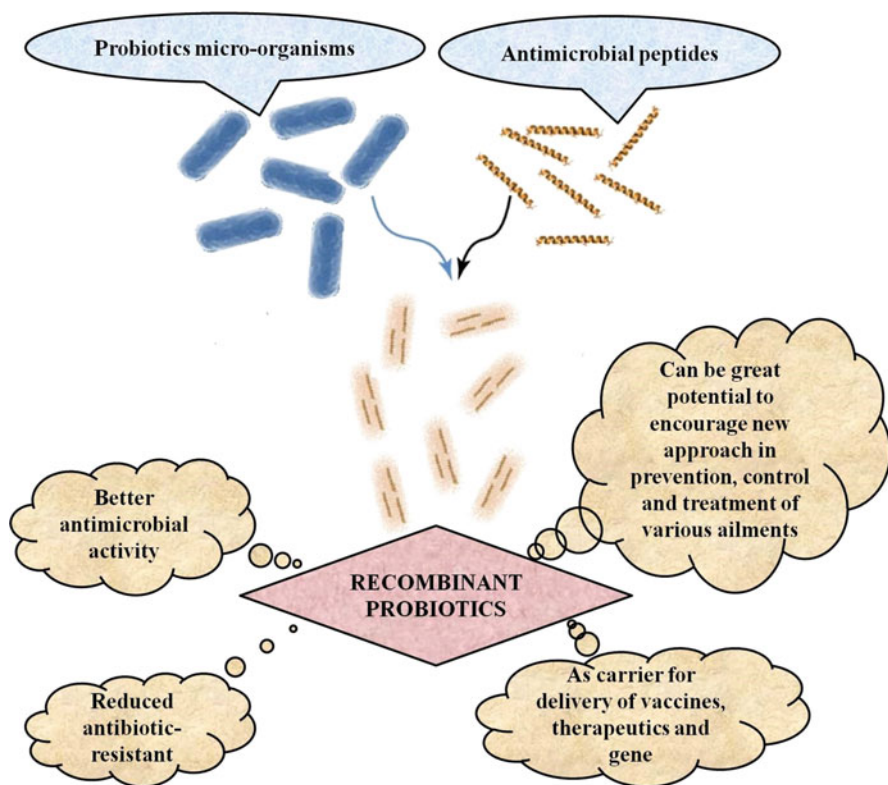 Probiotics micro-organisms
Antimicrobial peptides
Can be great
potential to
encourage new
approach in
prevention, control
and treatment of
various ailments
Better
antimicrobial
activity
RECOMBINANT
PROBIOTICS
Reduced
antibiotic-
resistant
As carrier for
delivery of vaccines,
therapeutics and
gene